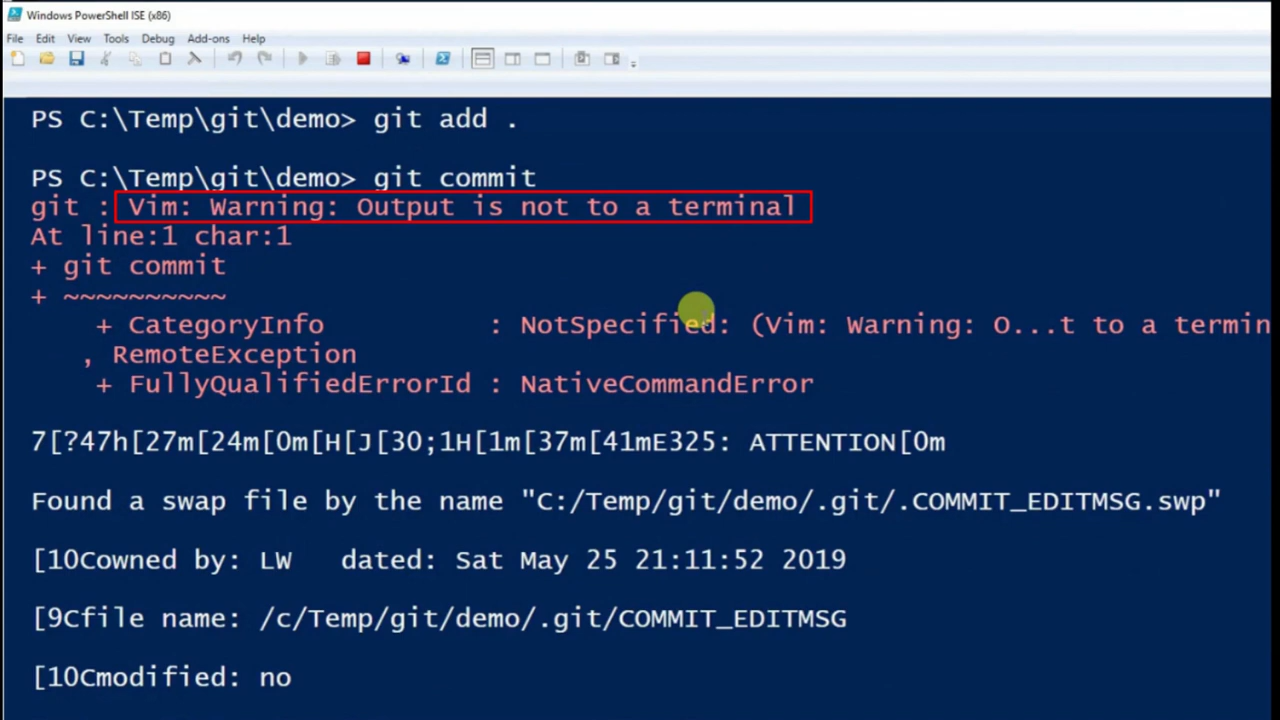 Windows PowerShell ISE (x86)
File Edit View Tools Debug Add-ons Help
PS C:\Temp\git\demo> git add .
PS C:\Temp\git\demo> git commit
git : Vim: Warning: Output is not to a terminal
At line:1 char:1
+ git commit
+ ~~~~~~~~~~
+ CategoryInfo : NotSpecified: (Vim: Warning: O...t to a termin
, RemoteException
+ FullyQualifiedErrorId : NativeCommandError
7[?47h[27m[24m[0m[H[J[30;1H[1m[37m[41mE325: ATTENTION[0m
Found a swap file by the name "C:/Temp/git/demo/.git/.COMMIT_EDITMSG.swp"
[10Cowned by: LW dated: Sat May 25 21:11:52 2019
[9Cfile name: /c/Temp/git/demo/.git/COMMIT_EDITMSG
[10Cmodified: no